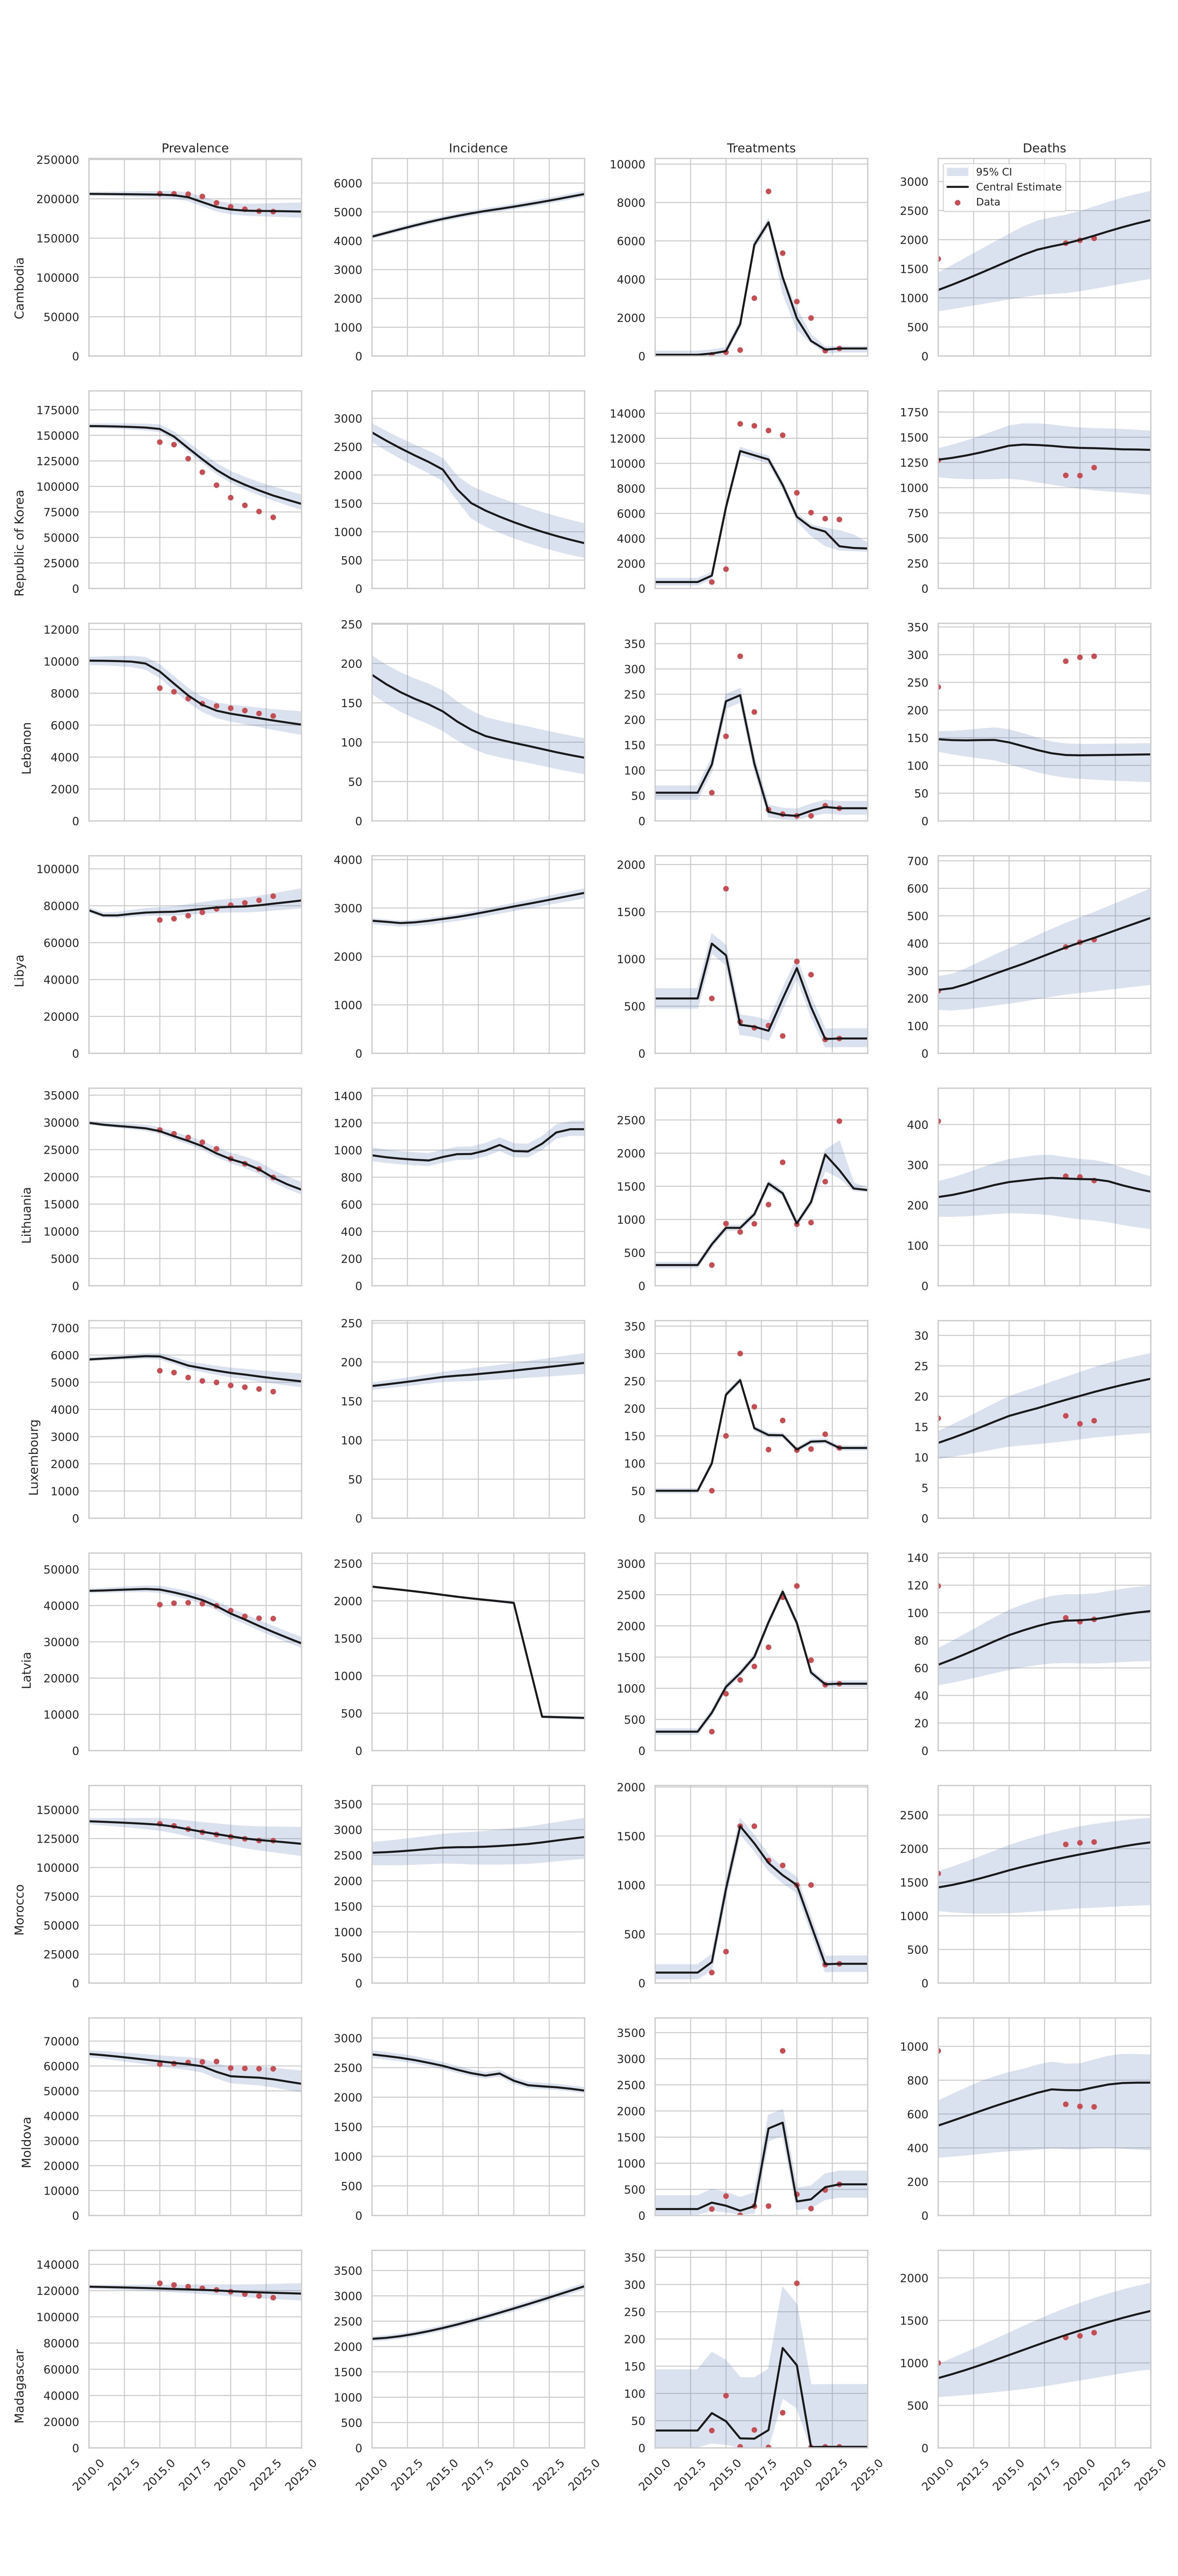 Prevalence Incidence Treatments Deaths
95% CI
Central Estimate
Data
Cambodia
250000 200000 150000 100000 50000 0
6000 5000 4000 3000 2000 1000 0
10000 8000 6000 4000 2000 0
3000 2500 2000 1500 1000 500 0
Republic of Korea
175000 150000 125000 100000 75000 50000 25000 0
3000 2500 2000 1500 1000 500 0
14000 12000 10000 8000 6000 4000 2000 0
1750 1500 1250 1000 750 500 250 0
Lebanon
12000 10000 8000 6000 4000 2000 0
250 200 150 100 50 0
350 300 250 200 150 100 50 0
350 300 250 200 150 100 50 0
Libya
100000 80000 60000 40000 20000 0
4000 3000 2000 1000 0
2000 1500 1000 500 0
700 600 500 400 300 200 100 0
Lithuania
35000 30000 25000 20000 15000 10000 5000 0
1400 1200 1000 800 600 400 200 0
2500 2000 1500 1000 500 0
400 300 200 100 0
Luxembourg
7000 6000 5000 4000 3000 2000 1000 0
250 200 150 100 50 0
350 300 250 200 150 100 50 0
30 25 20 15 10 5 0
Latvia
50000 40000 30000 20000 10000 0
2500 2000 1500 1000 500 0
3000 2500 2000 1500 1000 500 0
140 120 100 80 60 40 20 0
Morocco
150000 125000 100000 75000 50000 25000 0
3500 3000 2500 2000 1500 1000 500 0
2000 1500 1000 500 0
2500 2000 1500 1000 500 0
Moldova
70000 60000 50000 40000 30000 20000 10000 0
3000 2500 2000 1500 1000 500 0
3500 3000 2500 2000 1500 1000 500 0
1000 800 600 400 200 0
Madagascar
140000 120000 100000 80000 60000 40000 20000 0
3500 3000 2500 2000 1500 1000 500 0
350 300 250 200 150 100 50 0
2000 1500 1000 500 0
2010.0 2012.5 2015.0 2017.5 2020.0 2022.5 2025.0
2010.0 2012.5 2015.0 2017.5 2020.0 2022.5 2025.0
2010.0 2012.5 2015.0 2017.5 2020.0 2022.5 2025.0
2010.0 2012.5 2015.0 2017.5 2020.0 2022.5 2025.0